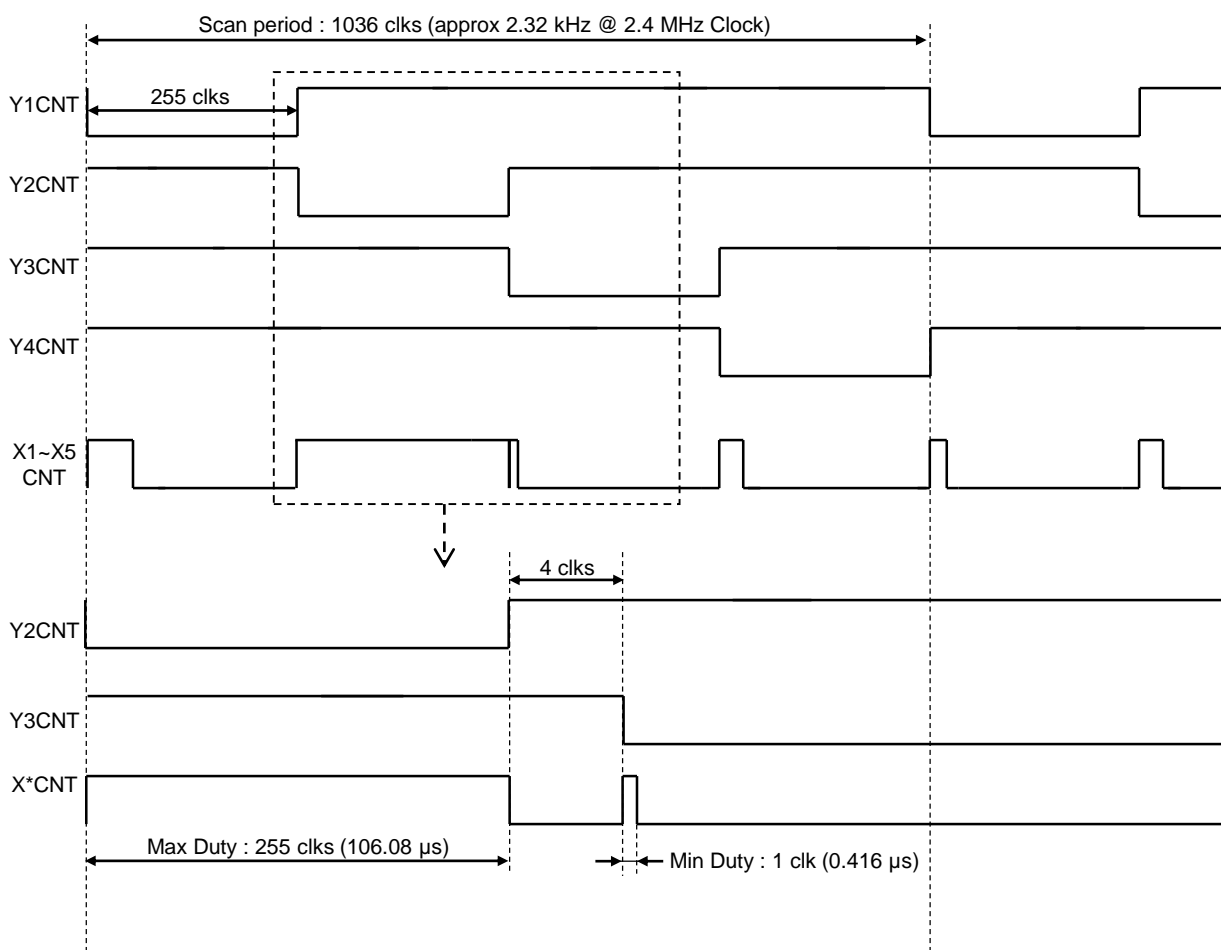 Scan period : 1036 clks (approx 2.32 kHz @ 2.4 MHz Clock)
Y1CNT
255 clks
Y2CNT
Y3CNT
Y4CNT
X1~X5
CNT
4 clks
Y2CNT
Y3CNT
X*CNT
Max Duty : 255 clks (106.08 μs)
Min Duty : 1 clk (0.416 μs)